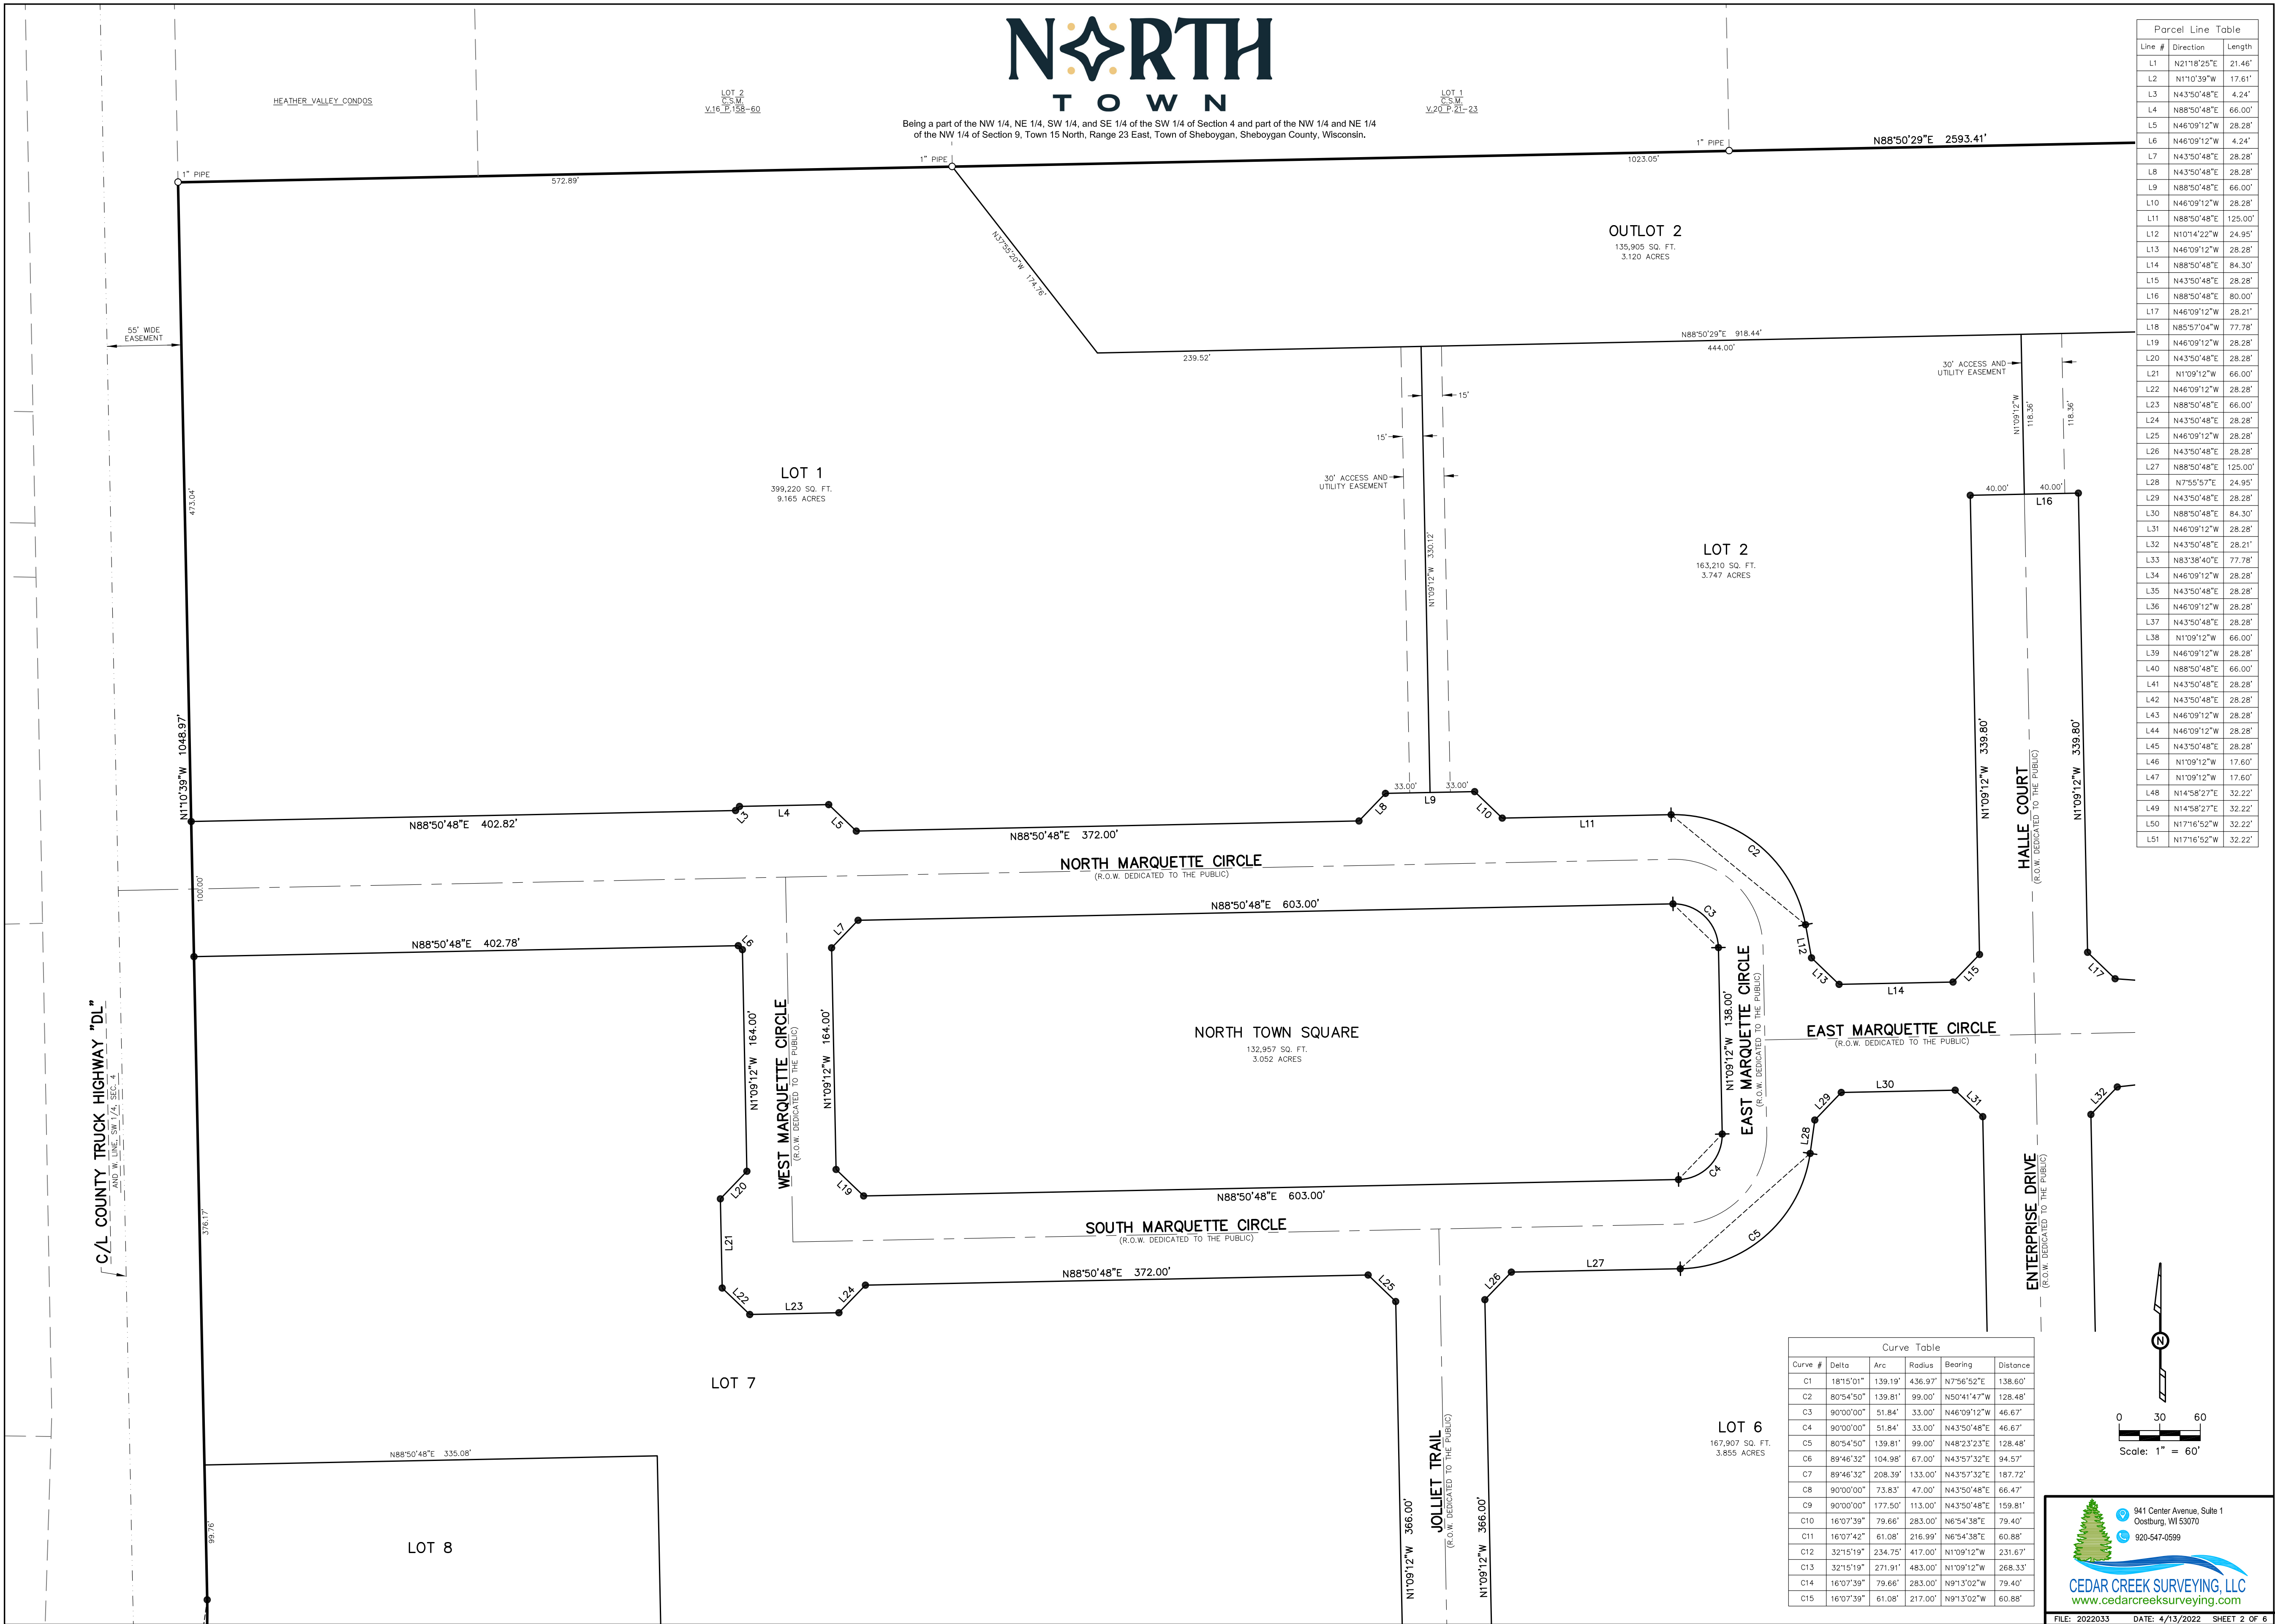 NORTH
TOWN
Being a part of the NW 1/4, NE 1/4, SW 1/4, and SE 1/4 of the SW 1/4 of Section 4 and part of the NW 1/4 and NE 1/4
of the NW 1/4 of Section 9, Town 15 North, Range 23 East, Town of Sheboygan, Sheboygan County, Wisconsin.
HEATHER VALLEY CONDOS
LOT 2
C.S.M.
V.16 P.158-60
LOT 1
C.S.M.
V.20 P.21-23
1" PIPE
572.89'
1" PIPE
1023.05'
1" PIPE
N88°50'29"E 2593.41'
OUTLOT 2
135,905 SQ. FT.
3.120 ACRES
N37°55'20"W 174.76'
55' WIDE
EASEMENT
239.52'
N88°50'29"E 918.44'
444.00'
30' ACCESS AND
UTILITY EASEMENT
N1°09'12"W
118.36'
118.36'
15'
15'
30' ACCESS AND
UTILITY EASEMENT
LOT 1
399,220 SQ. FT.
9.165 ACRES
473.04'
N1°09'12"W 330.12'
LOT 2
163,210 SQ. FT.
3.747 ACRES
40.00'
40.00'
L16
N1°10'39"W 1048.97'
N88°50'48"E 402.82'
L3
L4
L5
N88°50'48"E 372.00'
L8
33.00'
33.00'
L9
L10
L11
C2
N1°09'12"W 339.80'
HALLE COURT
(R.O.W. DEDICATED TO THE PUBLIC)
N1°09'12"W 339.80'
NORTH MARQUETTE CIRCLE
(R.O.W. DEDICATED TO THE PUBLIC)
100.00'
N88°50'48"E 603.00'
C3
L12
L13
L14
L15
L17
N88°50'48"E 402.78'
L6
L7
N1°09'12"W 164.00'
WEST MARQUETTE CIRCLE
(R.O.W. DEDICATED TO THE PUBLIC)
N1°09'12"W 164.00'
NORTH TOWN SQUARE
132,957 SQ. FT.
3.052 ACRES
N1°09'12"W 138.00'
EAST MARQUETTE CIRCLE
(R.O.W. DEDICATED TO THE PUBLIC)
EAST MARQUETTE CIRCLE
(R.O.W. DEDICATED TO THE PUBLIC)
C/L COUNTY TRUCK HIGHWAY "DL"
AND W. LINE, SW 1/4, SEC. 4
376.17'
L20
L19
C4
L28
L29
L30
L31
L32
N88°50'48"E 603.00'
L21
SOUTH MARQUETTE CIRCLE
(R.O.W. DEDICATED TO THE PUBLIC)
C5
ENTERPRISE DRIVE
(R.O.W. DEDICATED TO THE PUBLIC)
L22
L23
L24
N88°50'48"E 372.00'
L25
L26
L27
LOT 7
N88°50'48"E 335.08'
99.76'
LOT 8
N1°09'12"W 366.00'
JOLLIET TRAIL
(R.O.W. DEDICATED TO THE PUBLIC)
N1°09'12"W 366.00'
LOT 6
167,907 SQ. FT.
3.855 ACRES
Parcel Line Table
Line # Direction Length
L1 N21°18'25"E 21.46'
L2 N1°10'39"W 17.61'
L3 N43°50'48"E 4.24'
L4 N88°50'48"E 66.00'
L5 N46°09'12"W 28.28'
L6 N46°09'12"W 4.24'
L7 N43°50'48"E 28.28'
L8 N43°50'48"E 28.28'
L9 N88°50'48"E 66.00'
L10 N46°09'12"W 28.28'
L11 N88°50'48"E 125.00'
L12 N10°14'22"W 24.95'
L13 N46°09'12"W 28.28'
L14 N88°50'48"E 84.30'
L15 N43°50'48"E 28.28'
L16 N88°50'48"E 80.00'
L17 N46°09'12"W 28.21'
L18 N85°57'04"W 77.78'
L19 N46°09'12"W 28.28'
L20 N43°50'48"E 28.28'
L21 N1°09'12"W 66.00'
L22 N46°09'12"W 28.28'
L23 N88°50'48"E 66.00'
L24 N43°50'48"E 28.28'
L25 N46°09'12"W 28.28'
L26 N43°50'48"E 28.28'
L27 N88°50'48"E 125.00'
L28 N7°55'57"E 24.95'
L29 N43°50'48"E 28.28'
L30 N88°50'48"E 84.30'
L31 N46°09'12"W 28.28'
L32 N43°50'48"E 28.21'
L33 N83°38'40"E 77.78'
L34 N46°09'12"W 28.28'
L35 N43°50'48"E 28.28'
L36 N46°09'12"W 28.28'
L37 N43°50'48"E 28.28'
L38 N1°09'12"W 66.00'
L39 N46°09'12"W 28.28'
L40 N88°50'48"E 66.00'
L41 N43°50'48"E 28.28'
L42 N43°50'48"E 28.28'
L43 N46°09'12"W 28.28'
L44 N46°09'12"W 28.28'
L45 N43°50'48"E 28.28'
L46 N1°09'12"W 17.60'
L47 N1°09'12"W 17.60'
L48 N14°58'27"E 32.22'
L49 N14°58'27"E 32.22'
L50 N17°16'52"W 32.22'
L51 N17°16'52"W 32.22'
Curve Table
Curve # Delta Arc Radius Bearing Distance
C1 18°15'01" 139.19' 436.97' N7°56'52"E 138.60'
C2 80°54'50" 139.81' 99.00' N50°41'47"W 128.48'
C3 90°00'00" 51.84' 33.00' N46°09'12"W 46.67'
C4 90°00'00" 51.84' 33.00' N43°50'48"E 46.67'
C5 80°54'50" 139.81' 99.00' N48°23'23"E 128.48'
C6 89°46'32" 104.98' 67.00' N43°57'32"E 94.57'
C7 89°46'32" 208.39' 133.00' N43°57'32"E 187.72'
C8 90°00'00" 73.83' 47.00' N43°50'48"E 66.47'
C9 90°00'00" 177.50' 113.00' N43°50'48"E 159.81'
C10 16°07'39" 79.66' 283.00' N6°54'38"E 79.40'
C11 16°07'42" 61.08' 216.99' N6°54'38"E 60.88'
C12 32°15'19" 234.75' 417.00' N1°09'12"W 231.67'
C13 32°15'19" 271.91' 483.00' N1°09'12"W 268.33'
C14 16°07'39" 79.66' 283.00' N9°13'02"W 79.40'
C15 16°07'39" 61.08' 217.00' N9°13'02"W 60.88'
N
0 30 60
Scale: 1" = 60'
941 Center Avenue, Suite 1
Oostburg, WI 53070
920-547-0599
CEDAR CREEK SURVEYING, LLC
www.cedarcreeksurveying.com
FILE: 2022033 DATE: 4/13/2022 SHEET 2 OF 6